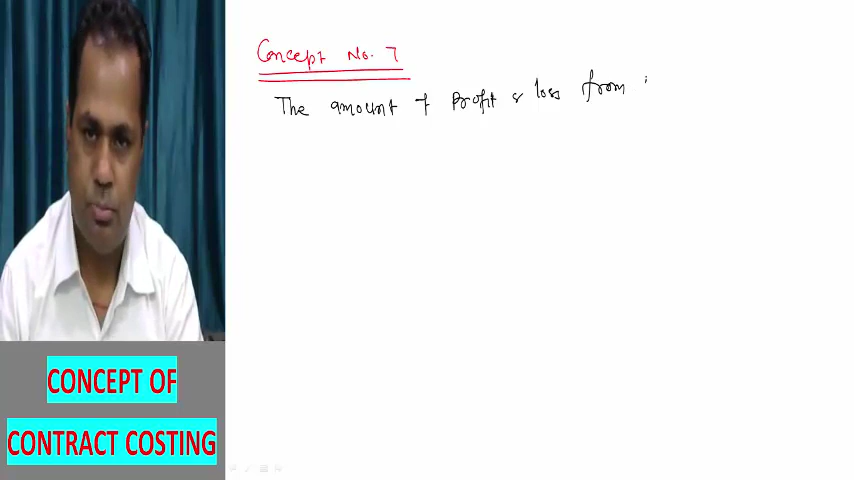 Concept No. 7
The amount of Profit & loss from
CONCEPT OF
CONTRACT COSTING